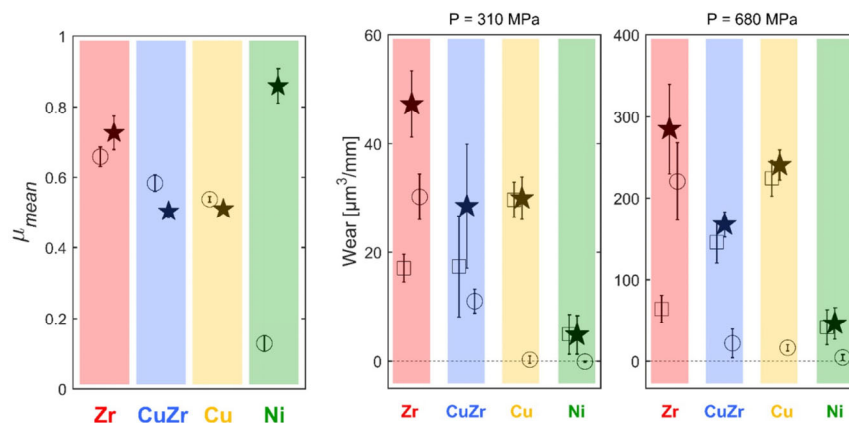 P = 310 MPa
P = 680 MPa
1
0.8
0.6
0.4
0.2
0
μmean
Zr CuZr Cu Ni
60
40
20
0
Wear [μm³/mm]
Zr CuZr Cu Ni
400
300
200
100
0
Zr CuZr Cu Ni